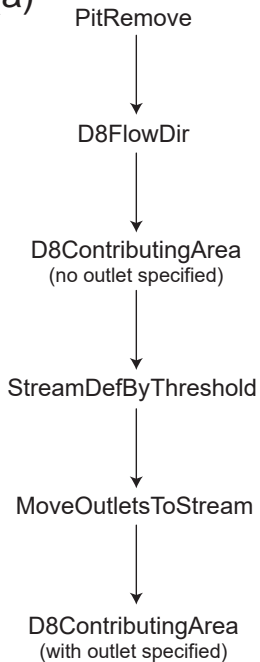 a)
PitRemove
D8FlowDir
D8ContributingArea
(no outlet specified)
StreamDefByThreshold
MoveOutletsToStream
D8ContributingArea
(with outlet specified)